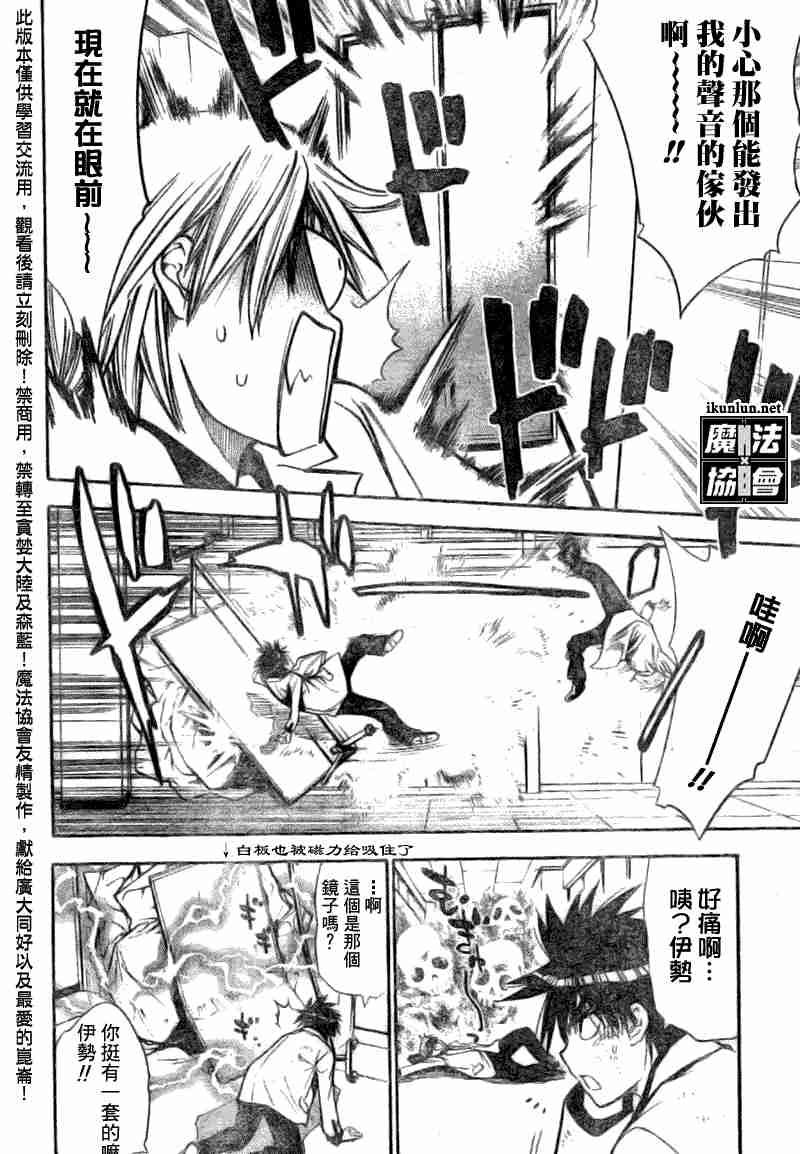 小心那個能發出
我的聲音的傢伙
啊～～～～!!
現在就在眼前
～～～～
ikunlun.net
魔法
協會
哇啊——!!
↓白板也被磁力给吸住了
好痛啊…
咦?伊勢
…啊
這個是那個
鏡子嗎?
你挺有一套的嘛
伊勢!!
此版本僅供學習交流用，觀看後請立刻刪除！禁商用，禁轉至貪婪大陸及森藍！魔法協會友情製作，獻給廣大同好以及最愛的崑崙！